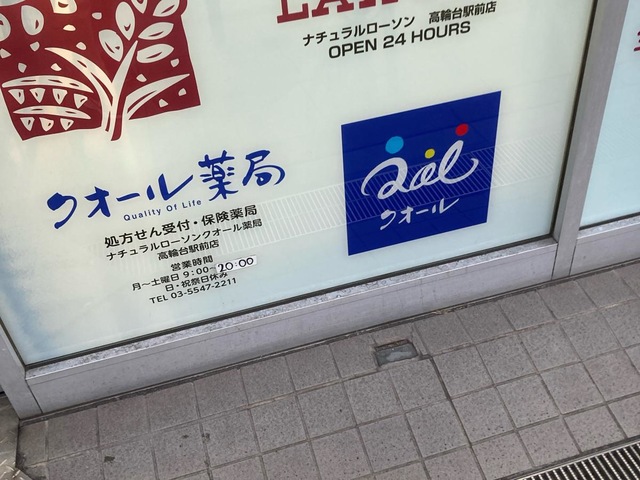 ナチュラルローソン 高輪台駅前店
OPEN 24 HOURS
クオール薬局
Quality Of Life
処方せん受付・保険薬局
ナチュラルローソンクオール薬局
高輪台駅前店
営業時間
月～土曜日 9:00～20:00
日・祝祭日休み
TEL 03-5547-2211
Qol
クオール